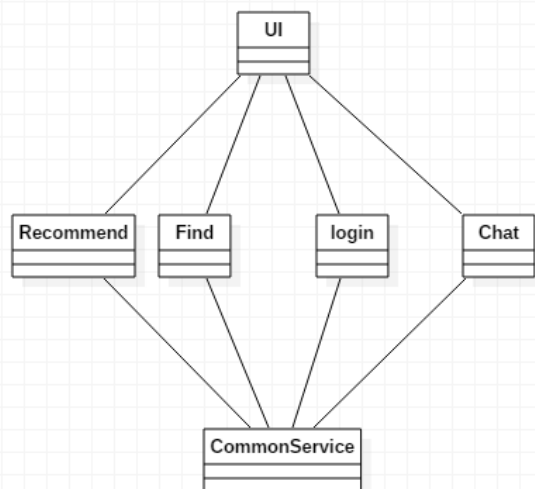 UI
Recommend
Find
login
Chat
CommonService